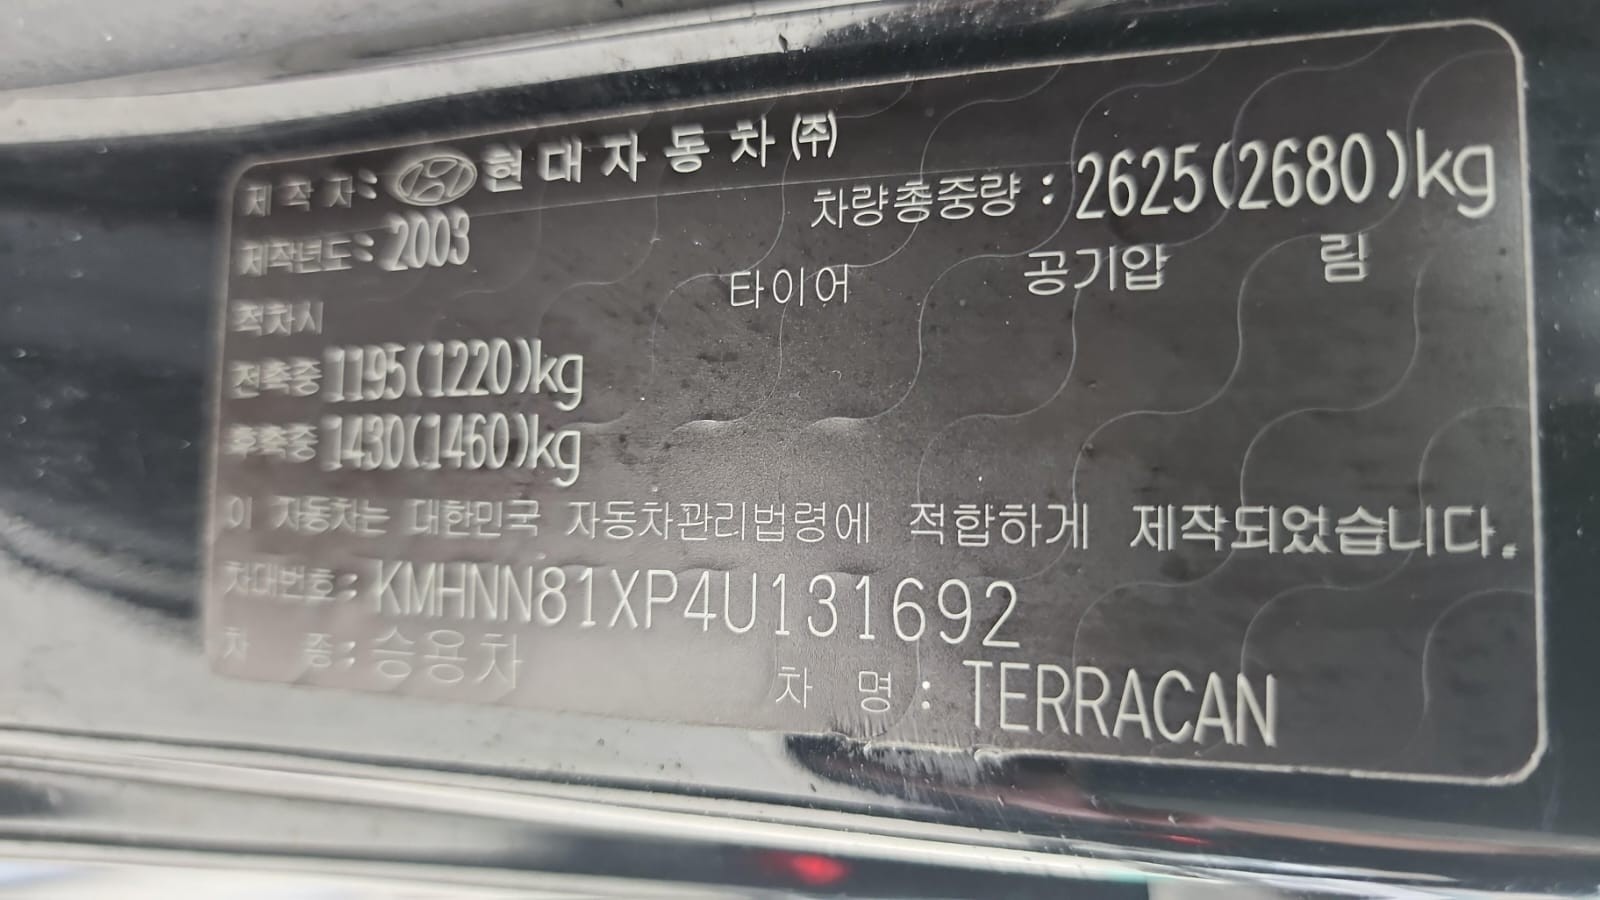 제 작 자: 현대자동차(주)
제작년도: 2003
차량총중량: 2625(2680)kg
적차시
타이어 공기압 림
전축중 1195(1220)kg
후축중 1430(1460)kg
이 자동차는 대한민국 자동차관리법령에 적합하게 제작되었습니다.
차대번호: KMHNN81XP4U131692
차 종: 승용차
차 명: TERRACAN